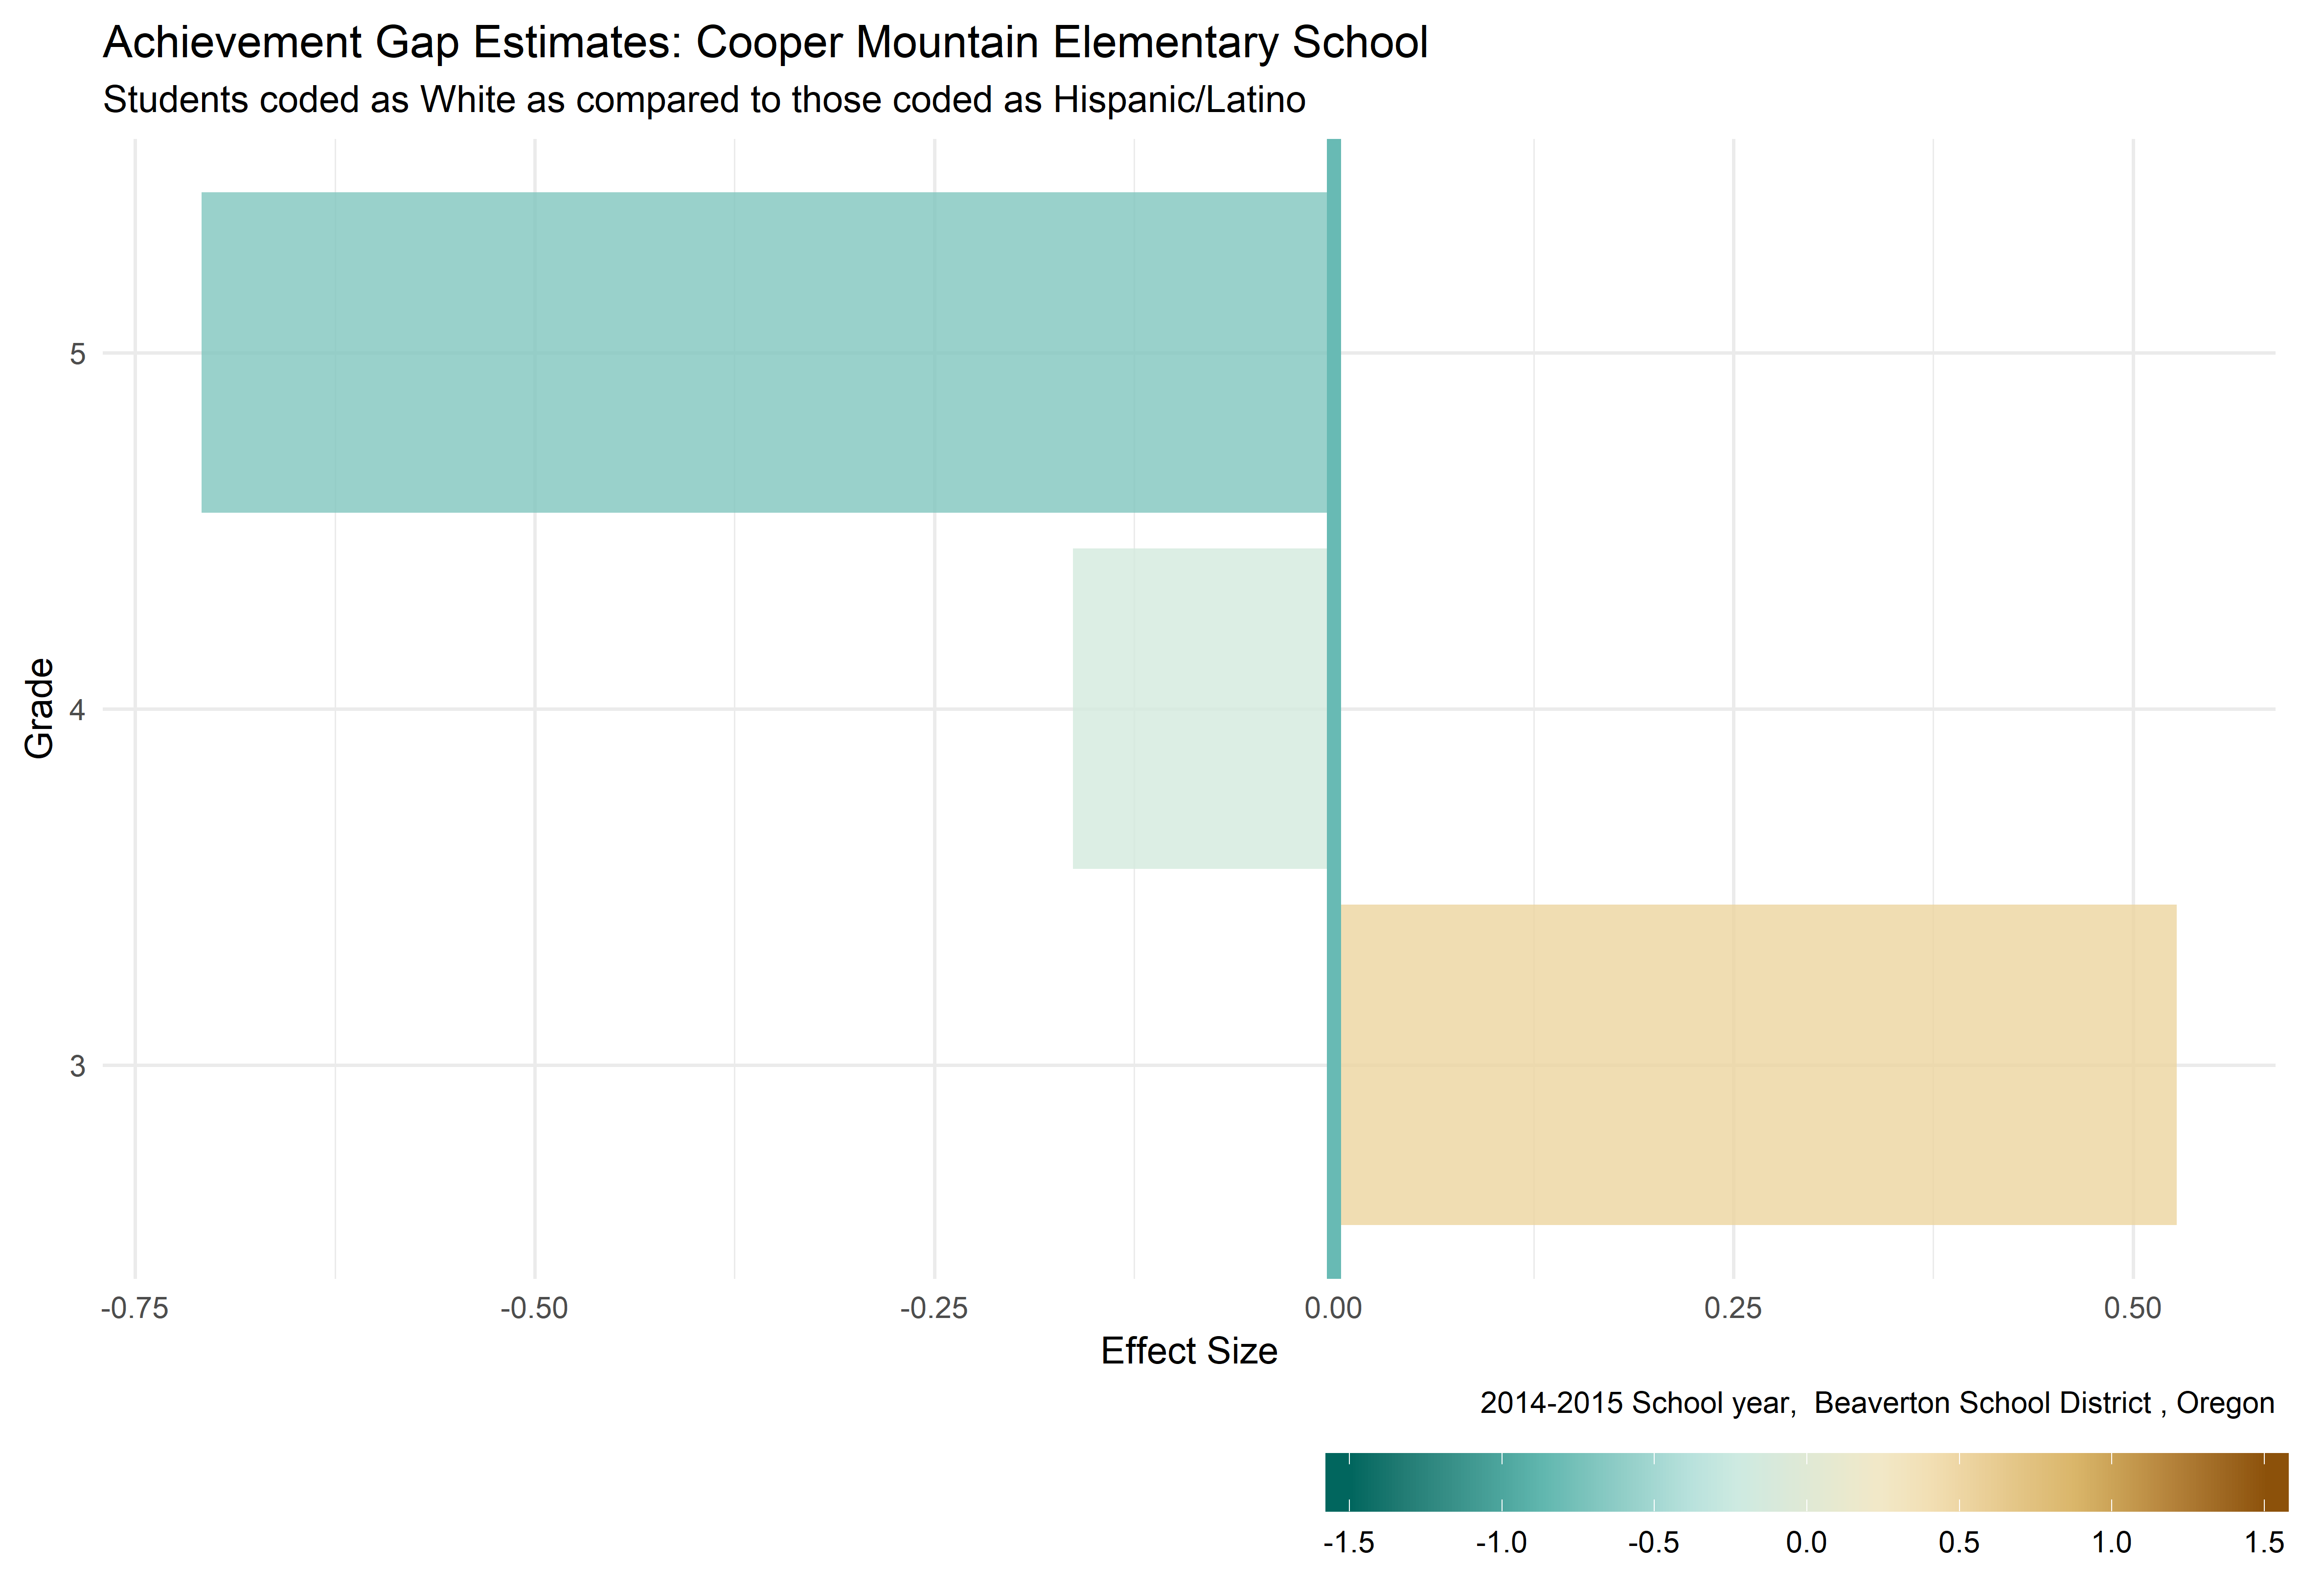 Achievement Gap Estimates: Cooper Mountain Elementary School
Students coded as White as compared to those coded as Hispanic/Latino
Grade
5
4
3
-0.75 -0.50 -0.25 0.00 0.25 0.50
Effect Size
2014-2015 School year,  Beaverton School District , Oregon
-1.5 -1.0 -0.5 0.0 0.5 1.0 1.5